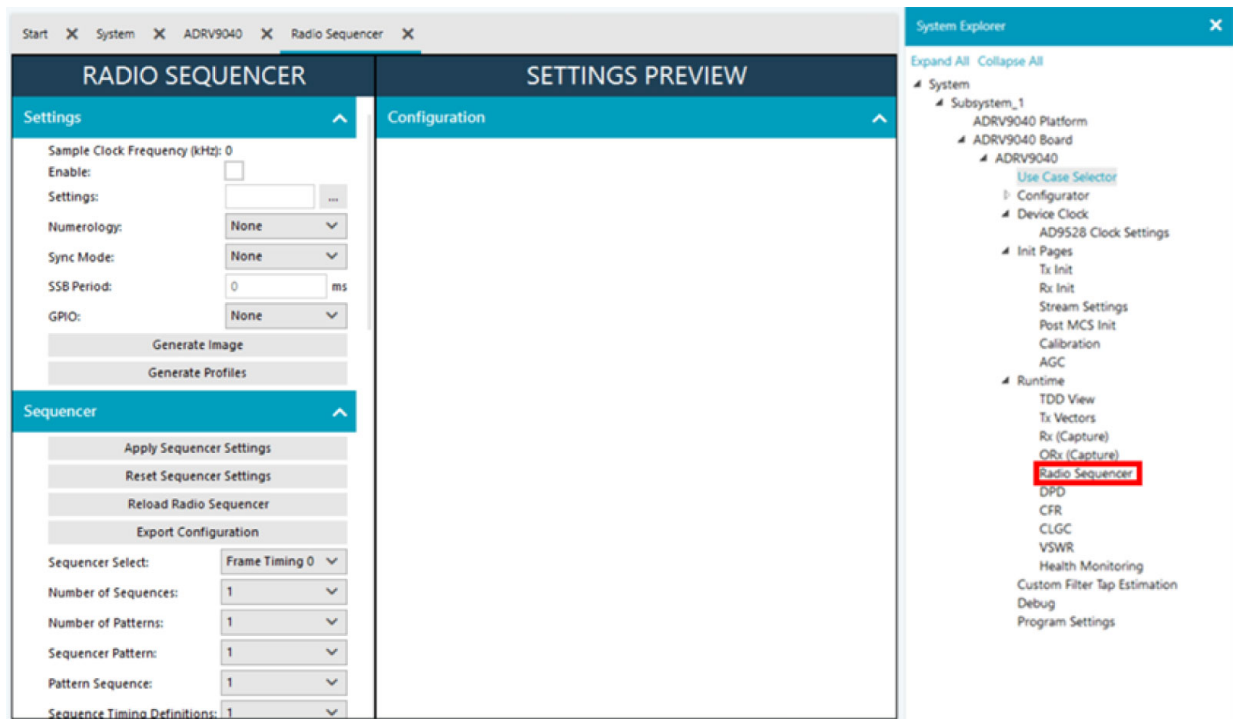 Start X System X ADRV9040 X Radio Sequencer X
RADIO SEQUENCER
Settings
Sample Clock Frequency (kHz): 0
Enable:
Settings: ...
Numerology: None
Sync Mode: None
SSB Period: 0 ms
GPIO: None
Generate Image
Generate Profiles
Sequencer
Apply Sequencer Settings
Reset Sequencer Settings
Reload Radio Sequencer
Export Configuration
Sequencer Select: Frame Timing 0
Number of Sequences: 1
Number of Patterns: 1
Sequencer Pattern: 1
Pattern Sequence: 1
Sequence Timing Definitions: 1
SETTINGS PREVIEW
Configuration
System Explorer X
Expand All Collapse All
System
Subsystem_1
ADRV9040 Platform
ADRV9040 Board
ADRV9040
Use Case Selector
Configurator
Device Clock
AD9528 Clock Settings
Init Pages
Tx Init
Rx Init
Stream Settings
Post MCS Init
Calibration
AGC
Runtime
TDD View
Tx Vectors
Rx (Capture)
ORx (Capture)
Radio Sequencer
DPD
CFR
CLGC
VSWR
Health Monitoring
Custom Filter Tap Estimation
Debug
Program Settings